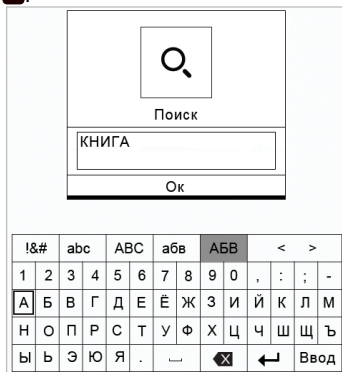 Поиск
КНИГА
Ок
!&# abc ABC абв АБВ < >
1 2 3 4 5 6 7 8 9 0 , : ; -
А Б В Г Д Е Ё Ж З И Й К Л М
Н О П Р С Т У Ф Х Ц Ч Ш Щ Ъ
Ы Ь Э Ю Я . Ввод